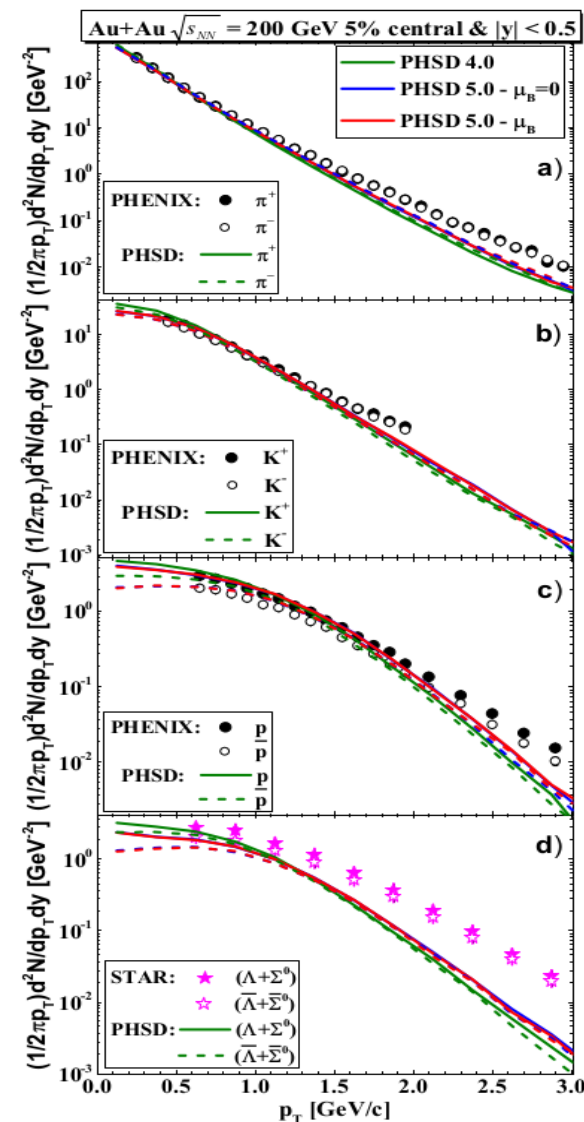 Au+Au √s_NN = 200 GeV 5% central & |y| < 0.5
PHSD 4.0
PHSD 5.0 - μ_B=0
PHSD 5.0 - μ_B
(1/2πp_T)d²N/dp_Tdy [GeV⁻²]
10²
10¹
10⁰
10⁻¹
10⁻²
a)
PHENIX: π⁺
π⁻
PHSD: π⁺
π⁻
(1/2πp_T)d²N/dp_Tdy [GeV⁻²]
10¹
10⁰
10⁻¹
10⁻²
10⁻³
b)
PHENIX: K⁺
K⁻
PHSD: K⁺
K⁻
(1/2πp_T)d²N/dp_Tdy [GeV⁻²]
10⁰
10⁻¹
10⁻²
c)
PHENIX: p
p̅
PHSD: p
p̅
(1/2πp_T)d²N/dp_Tdy [GeV⁻²]
10⁰
10⁻¹
10⁻²
10⁻³
d)
STAR: (Λ+Σ⁰)
(Λ̅+Σ̅⁰)
PHSD: (Λ+Σ⁰)
(Λ̅+Σ̅⁰)
0.0 0.5 1.0 1.5 2.0 2.5 3.0
p_T [GeV/c]